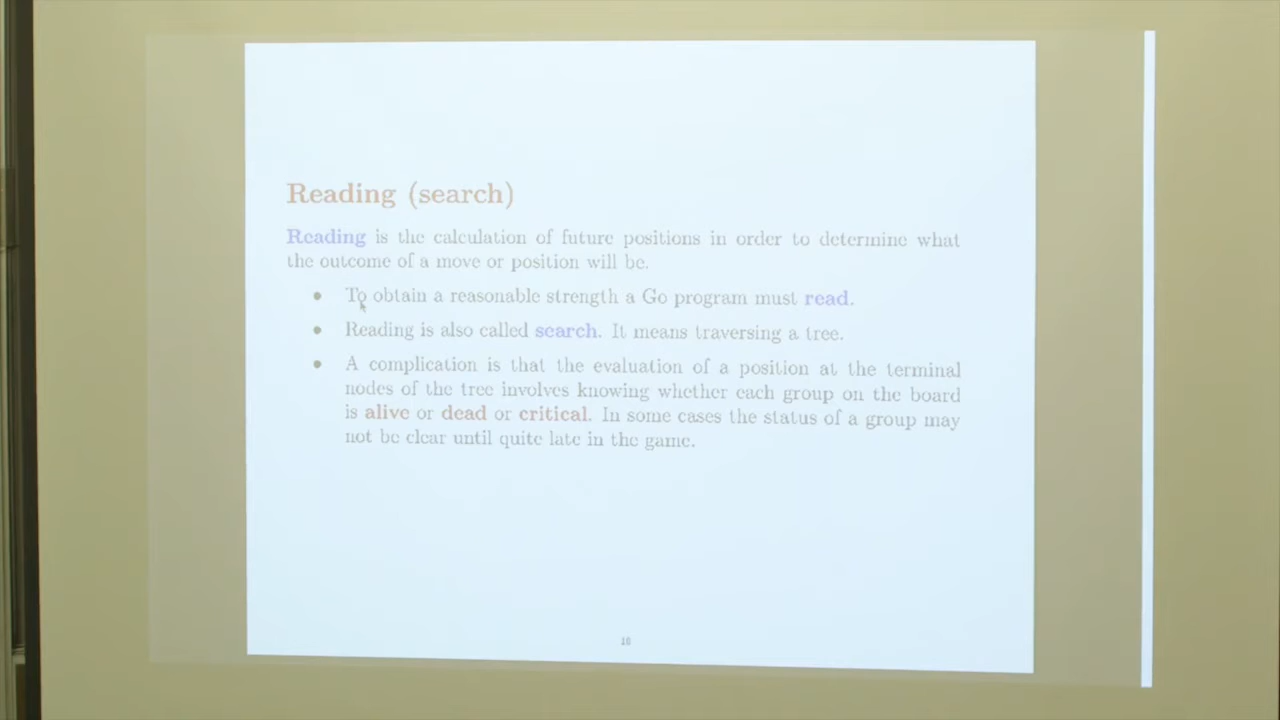 Reading (search)
Reading is the calculation of future positions in order to determine what
the outcome of a move or position will be.
• To obtain a reasonable strength a Go program must read.
• Reading is also called search. It means traversing a tree.
• A complication is that the evaluation of a position at the terminal
nodes of the tree involves knowing whether each group on the board
is alive or dead or critical. In some cases the status of a group may
not be clear until quite late in the game.
16